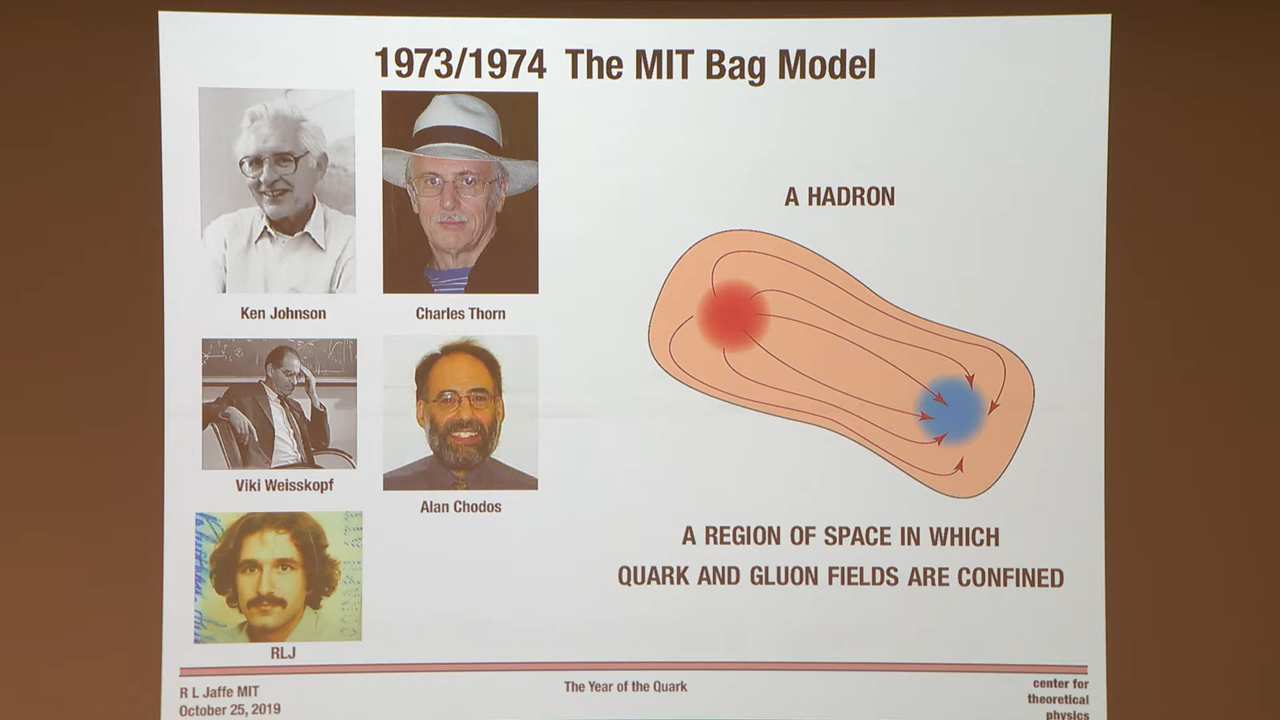 1973/1974 The MIT Bag Model
Ken Johnson
Charles Thorn
Viki Weisskopf
Alan Chodos
RLJ
A HADRON
A REGION OF SPACE IN WHICH
QUARK AND GLUON FIELDS ARE CONFINED
R L Jaffe MIT
October 25, 2019
The Year of the Quark
center for
theoretical
physics